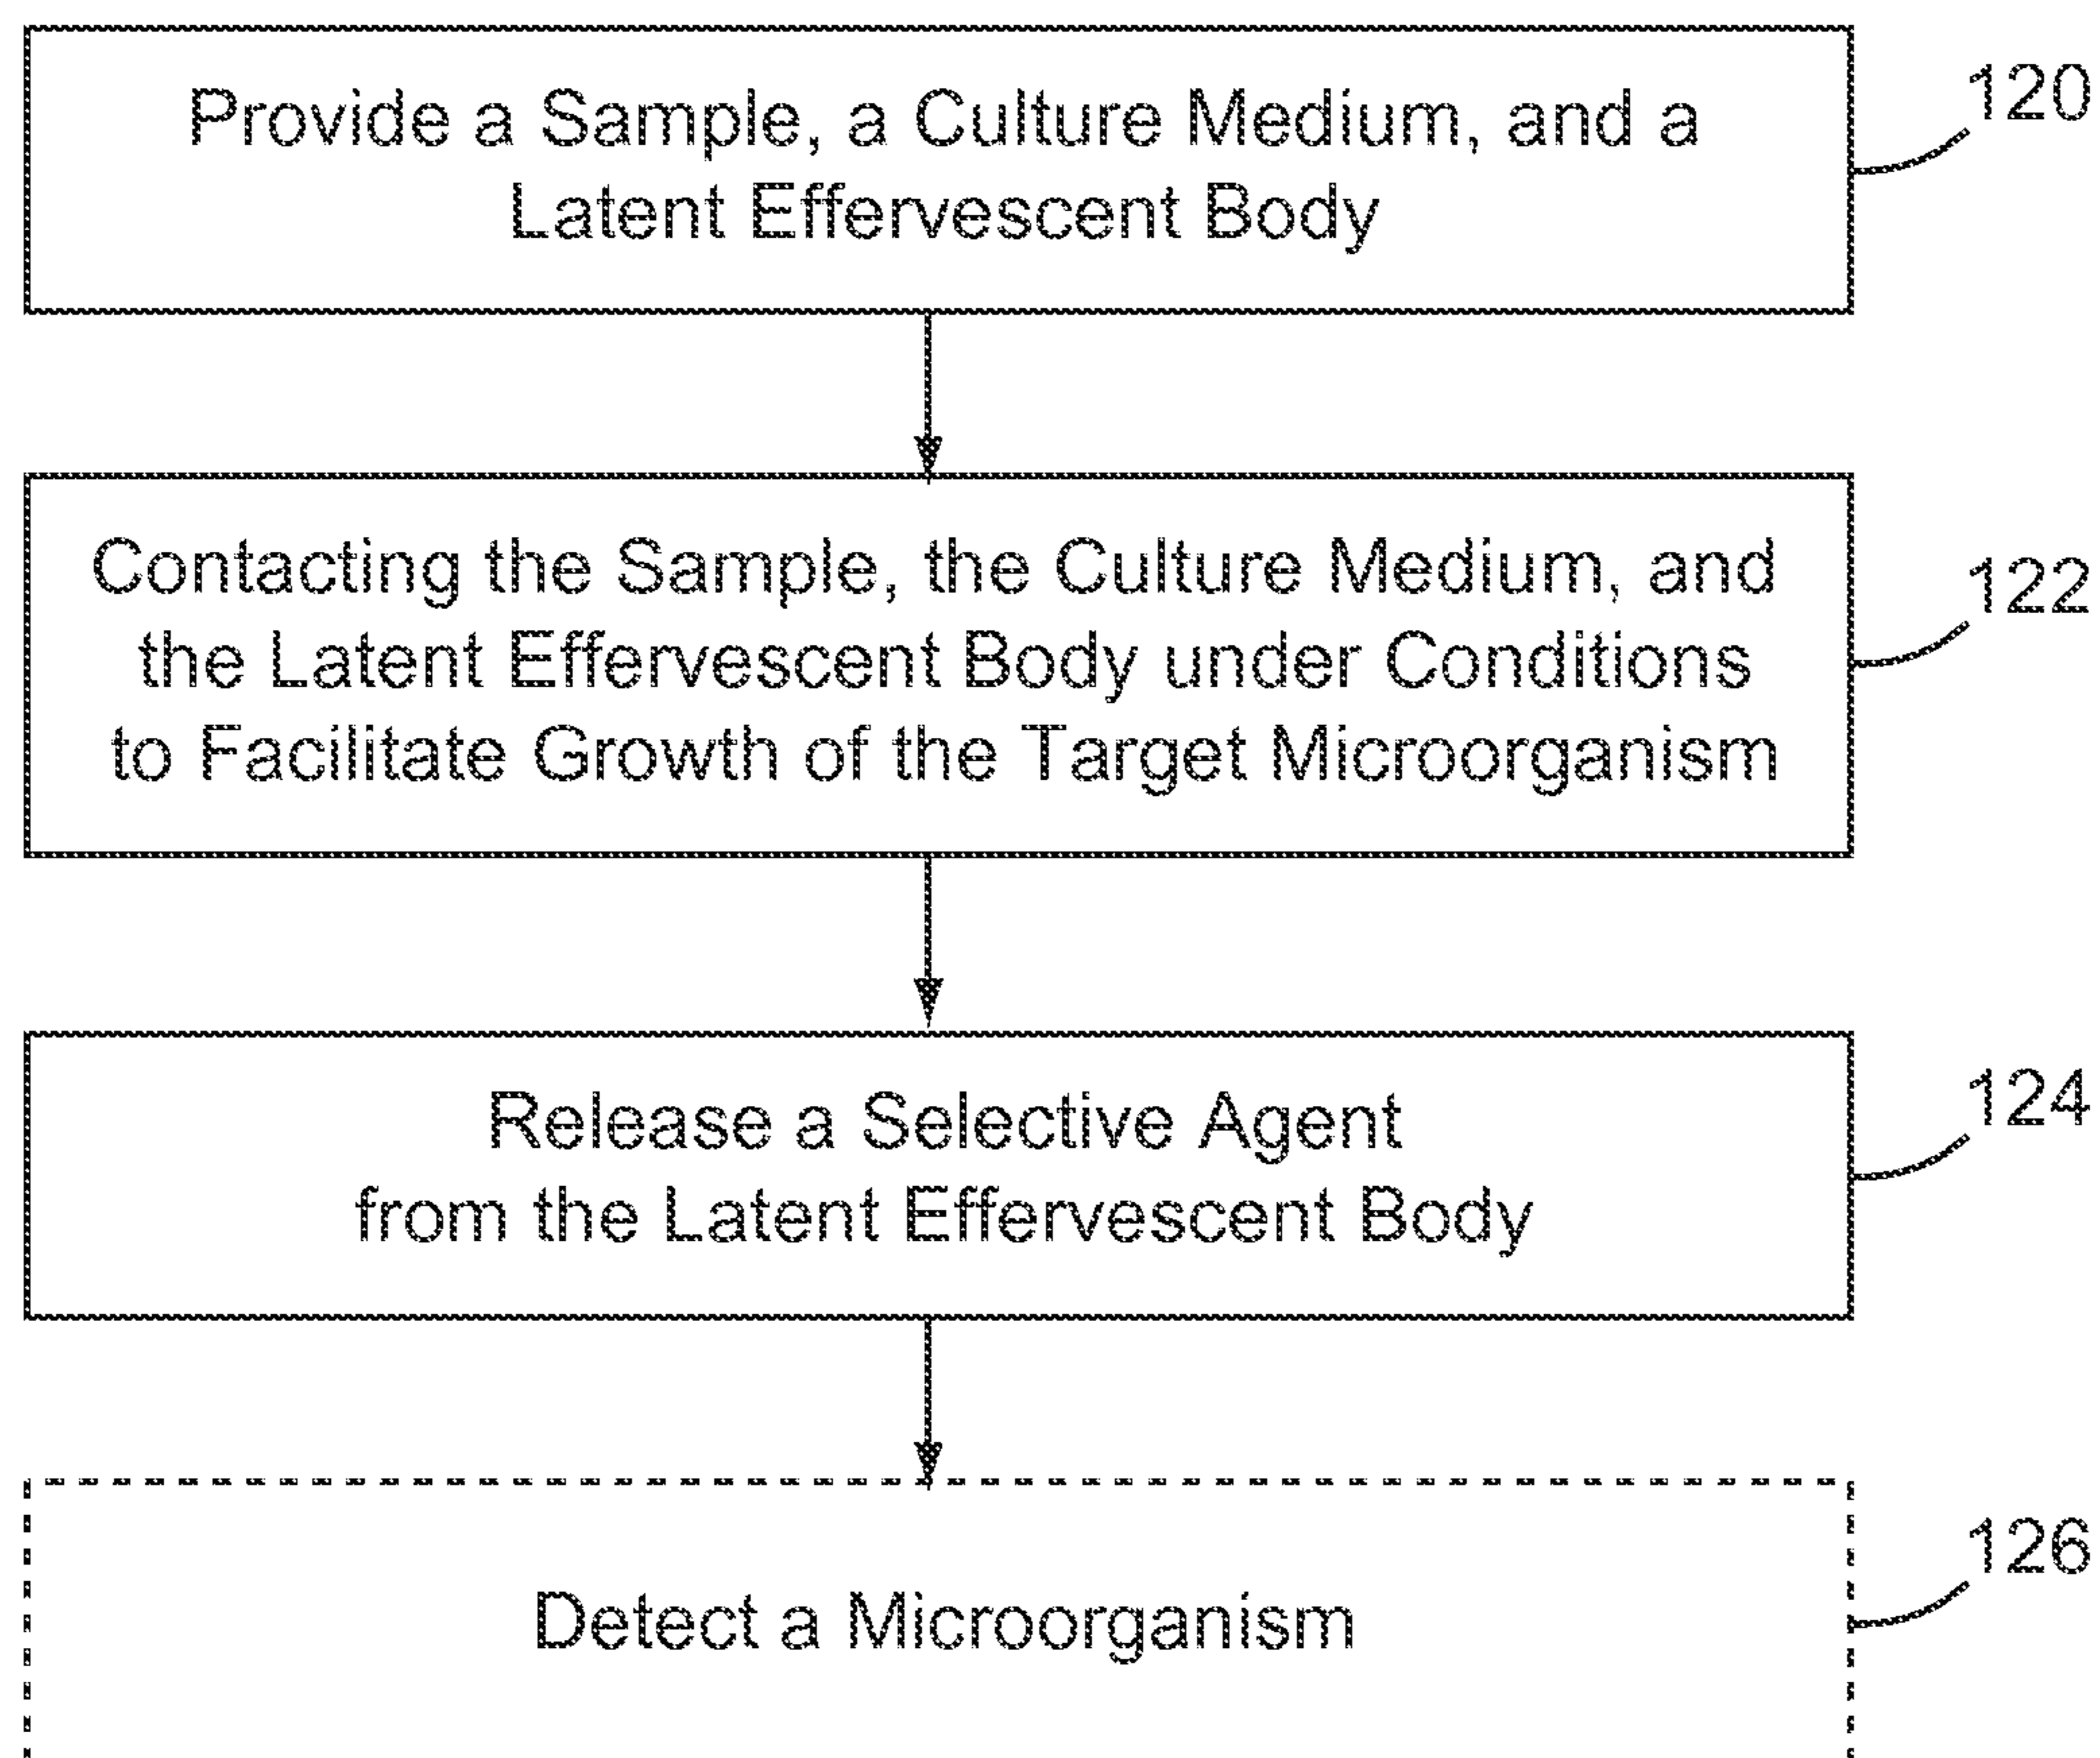 Provide a Sample, a Culture Medium, and a
Latent Effervescent Body
120
Contacting the Sample, the Culture Medium, and
the Latent Effervescent Body under Conditions
to Facilitate Growth of the Target Microorganism
122
Release a Selective Agent
from the Latent Effervescent Body
124
Detect a Microorganism
126